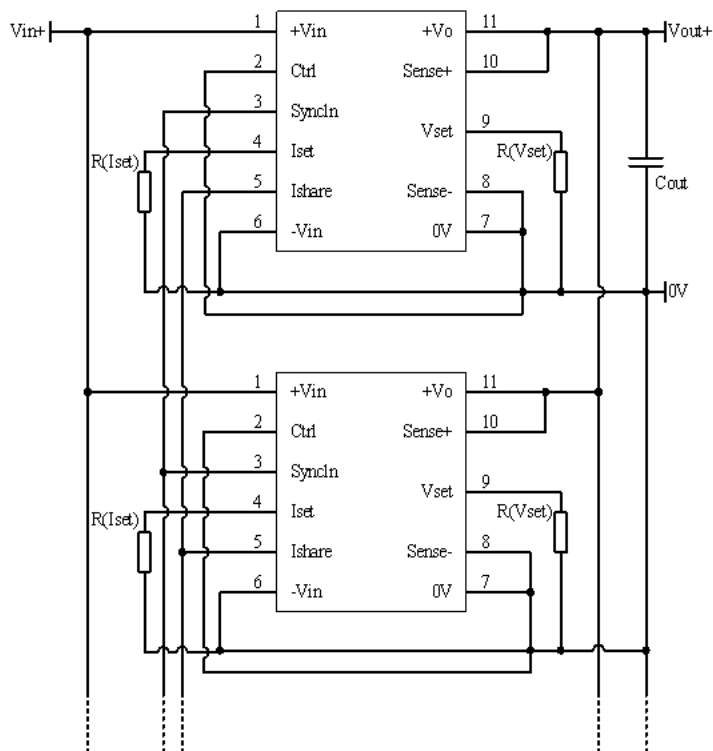 Vin+ 1 +Vin +Vo 11 Vout+
2 Ctrl Sense+ 10
3 SyncIn
Vset 9
4 Iset
R(Iset) R(Vset)
5 Ishare Sense- 8 Cout
6 -Vin 0V 7
0V
1 +Vin +Vo 11
2 Ctrl Sense+ 10
3 SyncIn
Vset 9
4 Iset
R(Iset) R(Vset)
5 Ishare Sense- 8
6 -Vin 0V 7